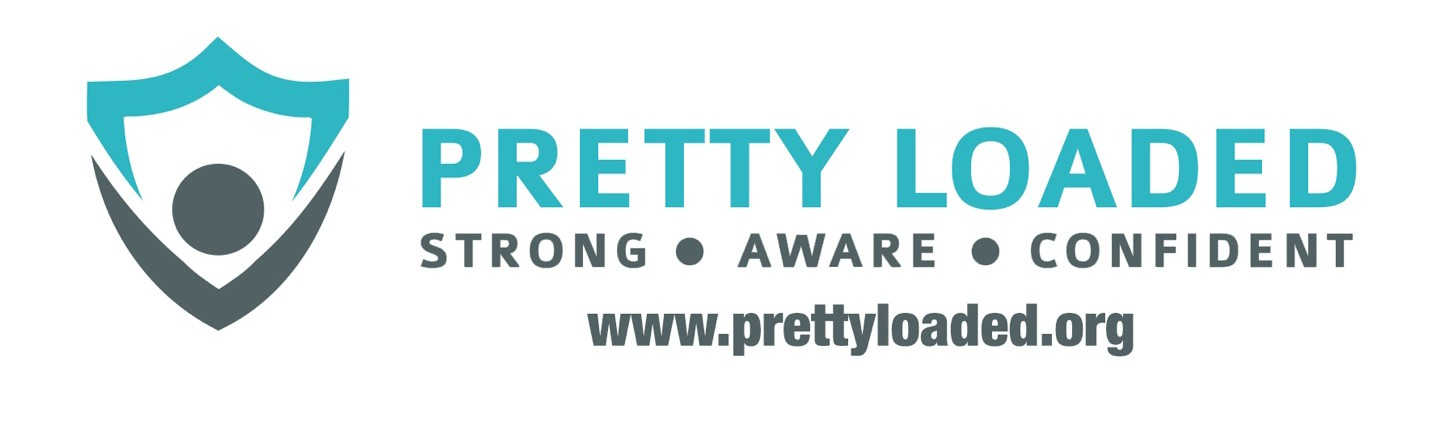 PRETTY LOADED
STRONG ● AWARE ● CONFIDENT
www.prettyloaded.org